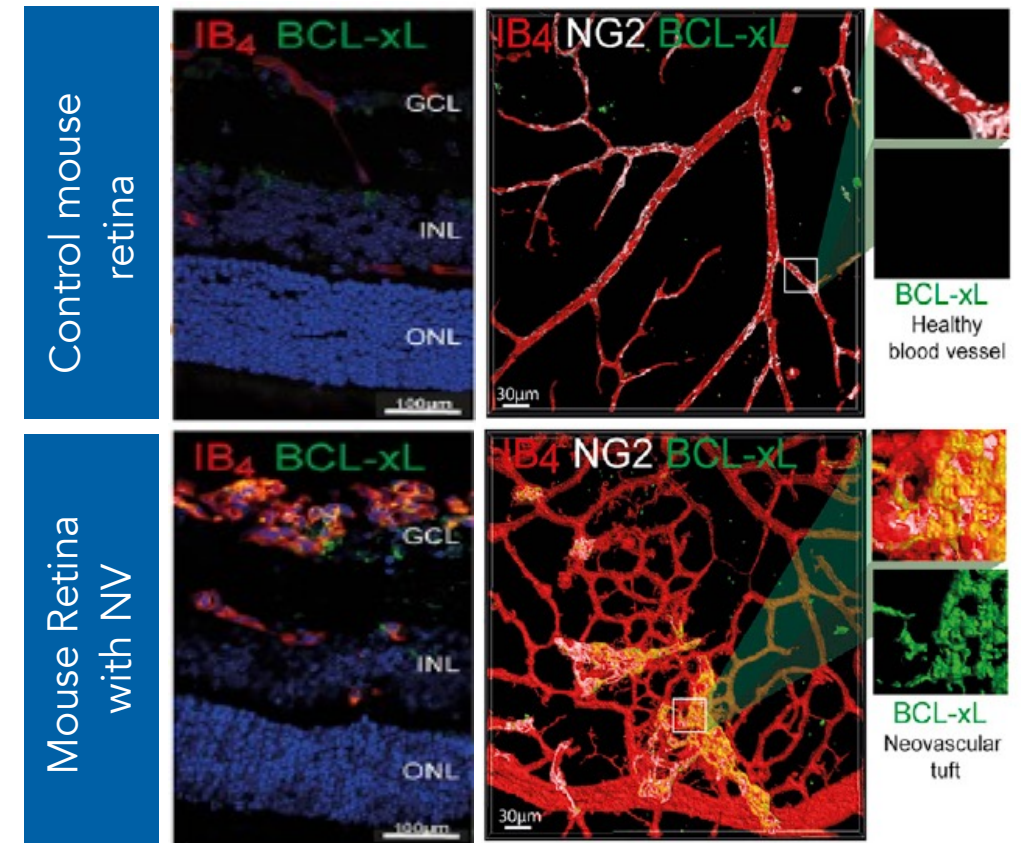 Control mouse
retina
IB₄ BCL-xL
GCL
INL
ONL
100μm
IB4 NG2 BCL-xL
30μm
BCL-xL
Healthy
blood vessel
Mouse Retina
with NV
IB₄ BCL-xL
GCL
INL
ONL
100μm
IB4 NG2 BCL-xL
30μm
BCL-xL
Neovascular
tuft